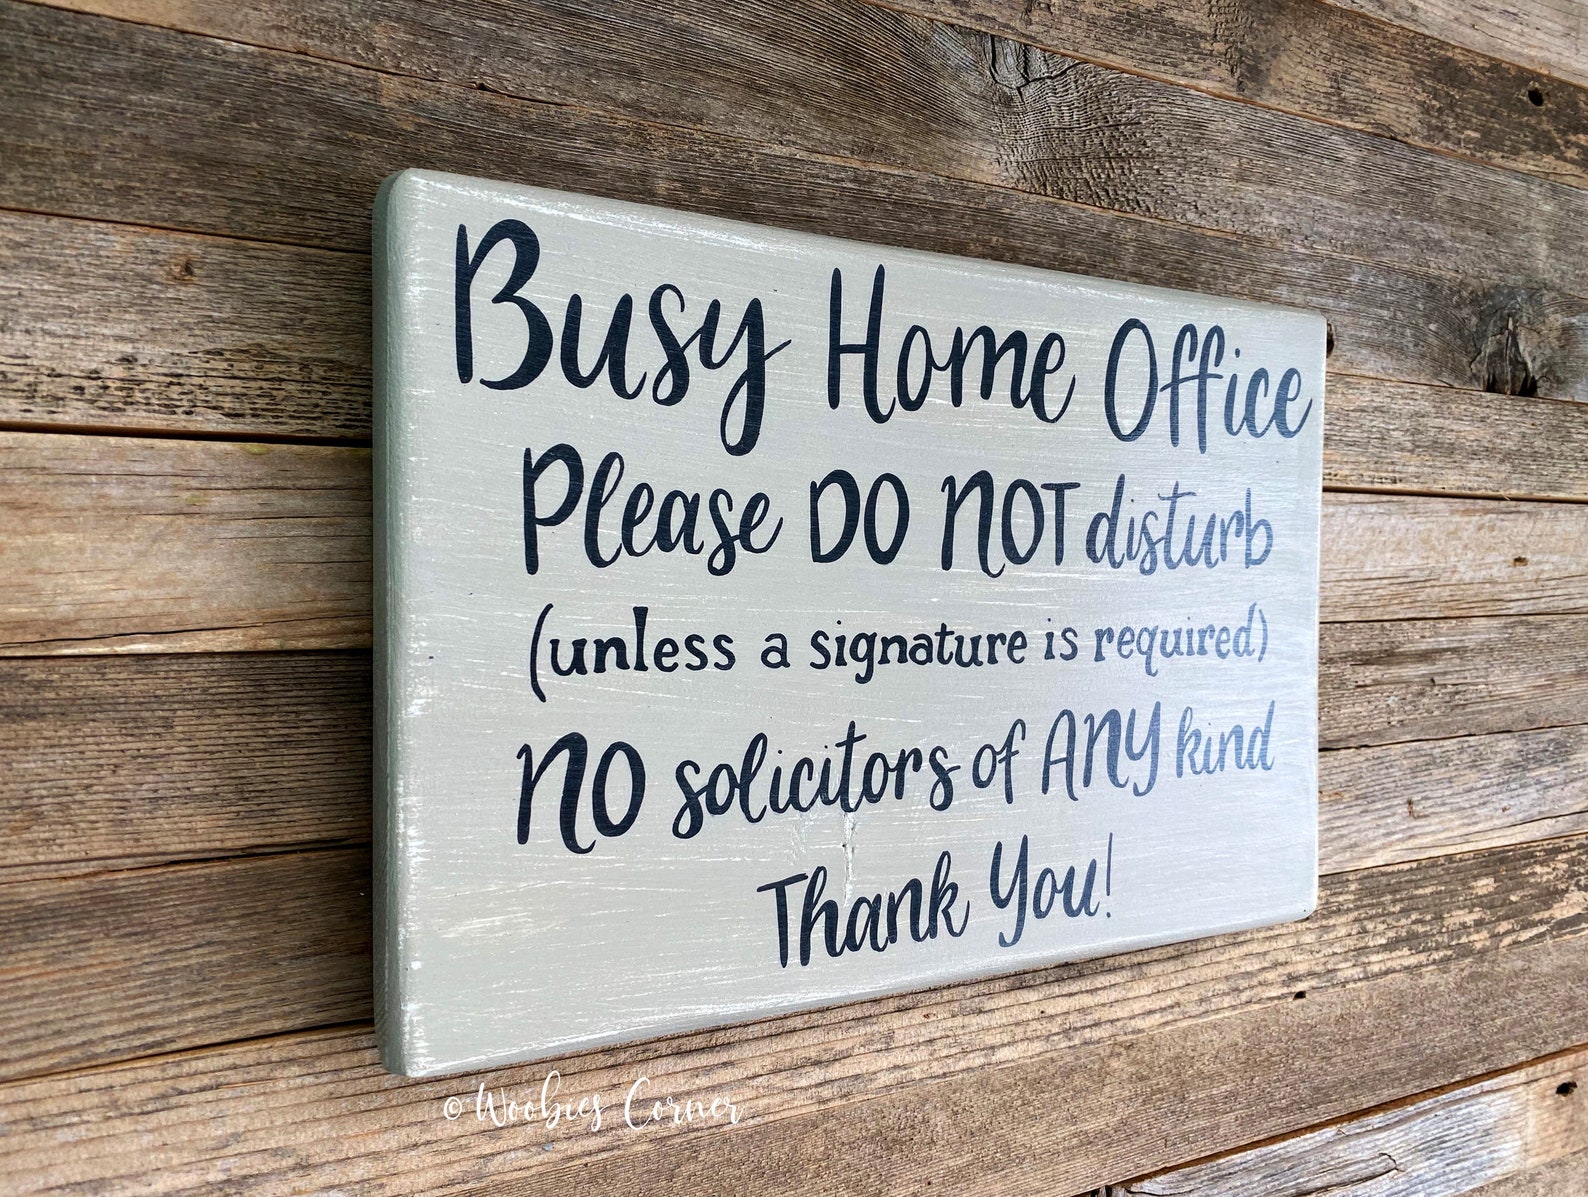 Busy Home Office
Please DO NOT disturb
(unless a signature is required)
NO solicitors of ANY kind
Thank You!
© Woobies Corner